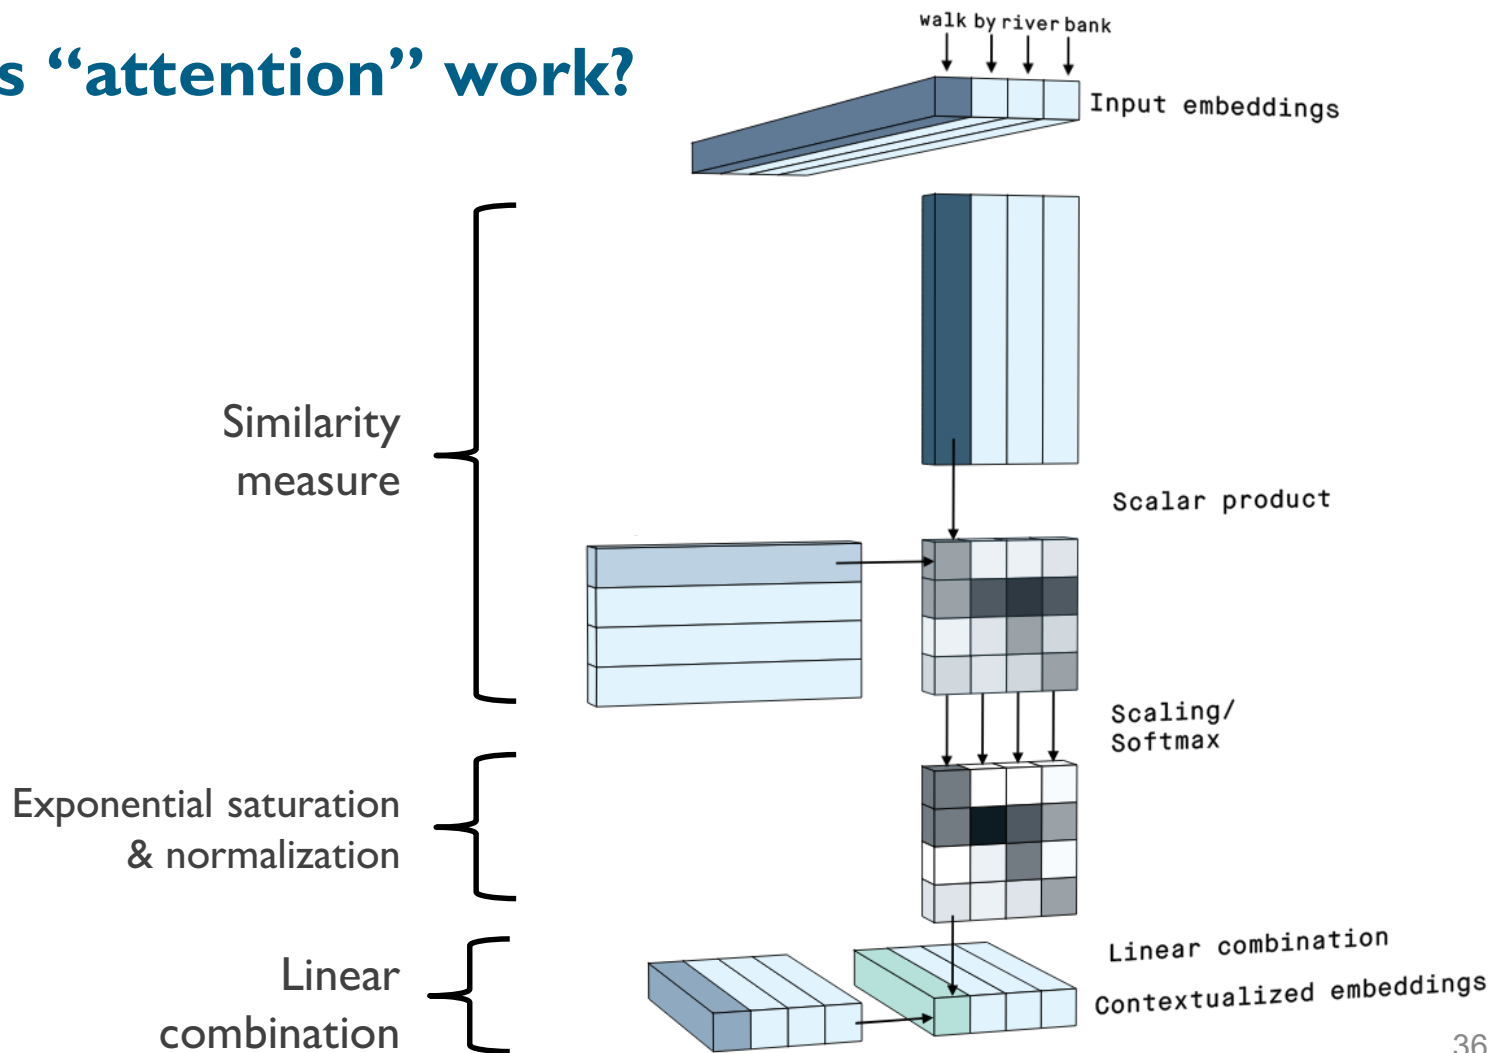 walk by river bank
s “attention” work?
Input embeddings
Similarity
measure
Scalar product
Scaling/
Softmax
Exponential saturation
& normalization
Linear
combination
Linear combination
Contextualized embeddings
36